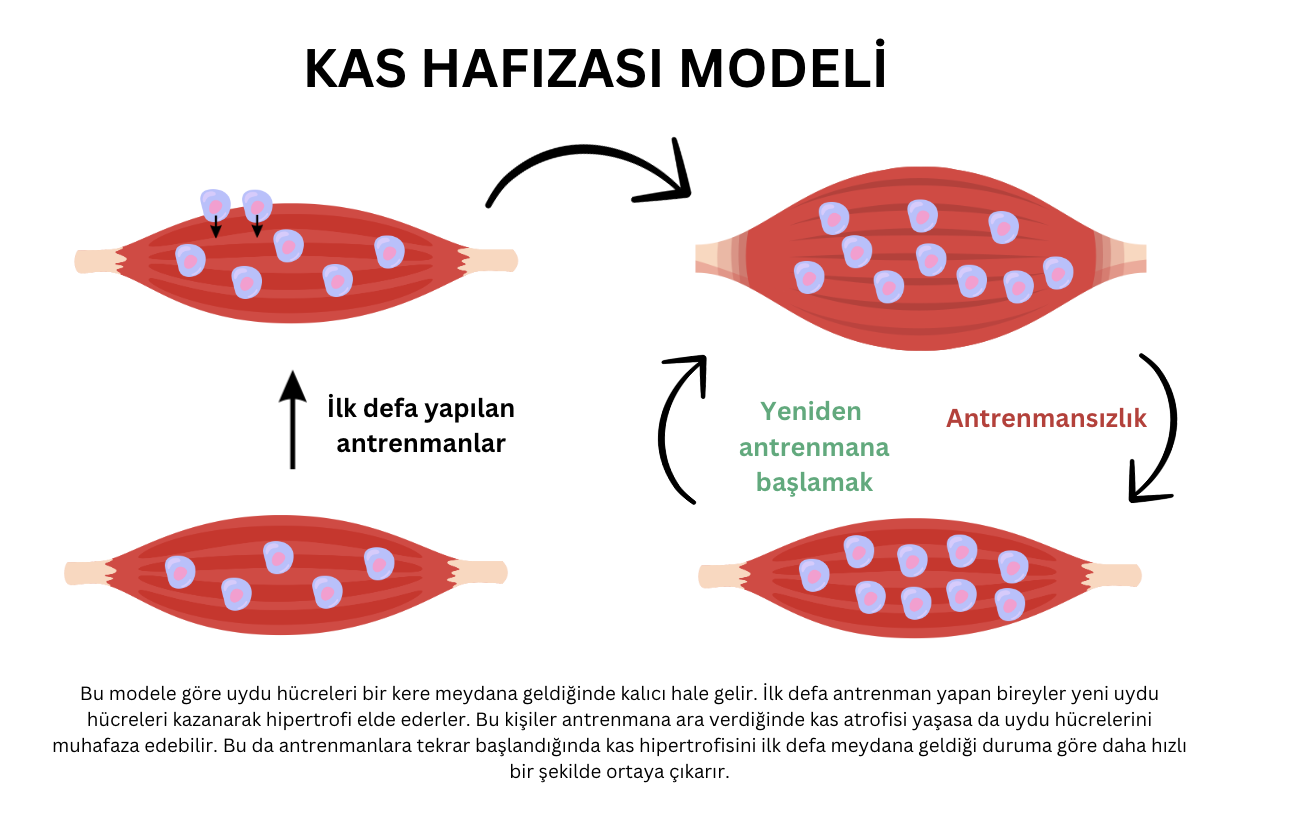 KAS HAFIZASI MODELİ
İlk defa yapılan
antrenmanlar
Yeniden
antrenmana
başlamak
Antrenmansızlık
Bu modele göre uydu hücreleri bir kere meydana geldiğinde kalıcı hale gelir. İlk defa antrenman yapan bireyler yeni uydu
hücreleri kazanarak hipertrofi elde ederler. Bu kişiler antrenmana ara verdiğinde kas atrofisi yaşasa da uydu hücrelerini
muhafaza edebilir. Bu da antrenmanlara tekrar başlandığında kas hipertrofisini ilk defa meydana geldiği duruma göre daha hızlı
bir şekilde ortaya çıkarır.